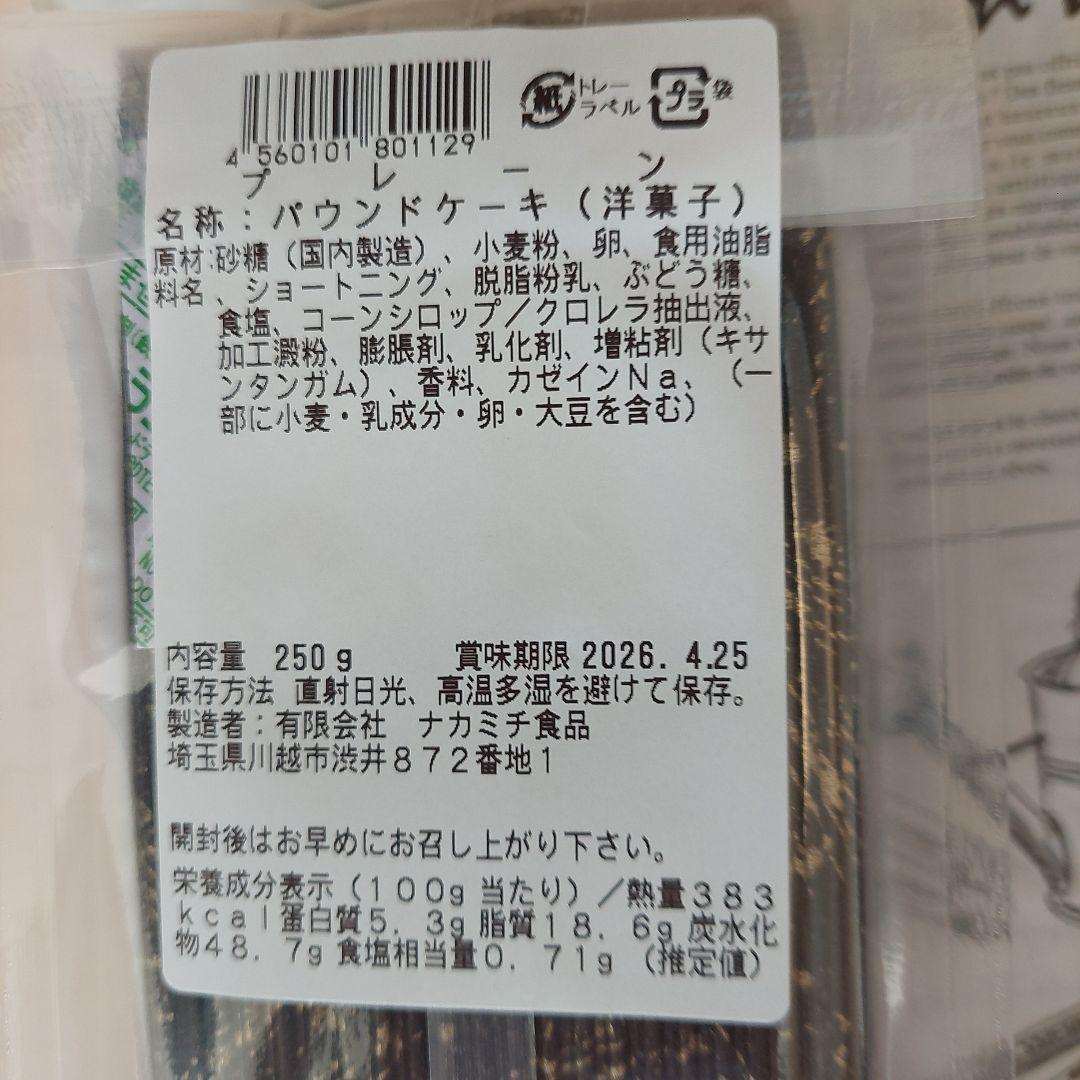 紙 トレー ラベル プラ 袋
4 560101 801129
プレーン
名称：パウンドケーキ（洋菓子）
原材:砂糖（国内製造）、小麦粉、卵、食用油脂
料名、ショートニング、脱脂粉乳、ぶどう糖、
食塩、コーンシロップ／クロレラ抽出液、
加工澱粉、膨脹剤、乳化剤、増粘剤（キサ
ンタンガム）、香料、カゼインＮａ、（一
部に小麦・乳成分・卵・大豆を含む）
内容量 250g 賞味期限 2026. 4.25
保存方法 直射日光、高温多湿を避けて保存。
製造者：有限会社 ナカミチ食品
埼玉県川越市渋井８７２番地１
開封後はお早めにお召し上がり下さい。
栄養成分表示（１００g 当たり）／熱量３８３
ｋｃａｌ蛋白質５．３g 脂質１８．６g 炭水化
物４８．７g 食塩相当量０．７１g （推定値）